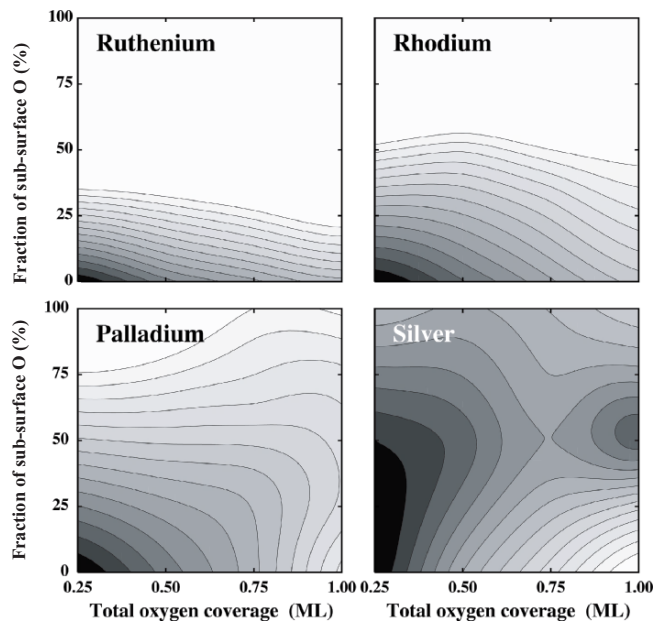 Ruthenium
Rhodium
Fraction of sub-surface O (%)
100
75
50
25
0
Palladium
Silver
Fraction of sub-surface O (%)
100
75
50
25
0
0.25 0.50 0.75 1.00 0.25 0.50 0.75 1.00
Total oxygen coverage (ML) Total oxygen coverage (ML)